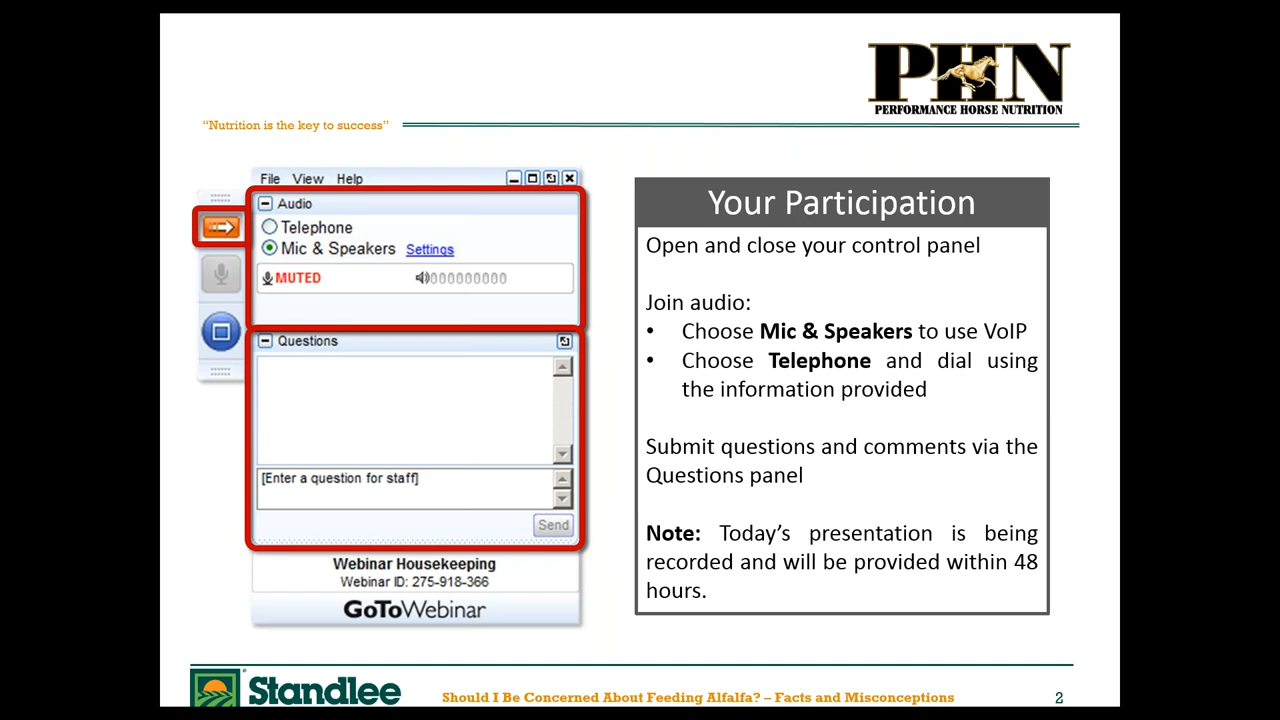 PHN
PERFORMANCE HORSE NUTRITION
“Nutrition is the key to success”
File View Help
Audio
Telephone
Mic & Speakers Settings
MUTED 000000000
Questions
[Enter a question for staff]
Send
Webinar Housekeeping
Webinar ID: 275-918-366
GoToWebinar
Your Participation
Open and close your control panel
Join audio:
• Choose Mic & Speakers to use VoIP
• Choose Telephone and dial using
the information provided
Submit questions and comments via the
Questions panel
Note: Today’s presentation is being
recorded and will be provided within 48
hours.
Standlee
Should I Be Concerned About Feeding Alfalfa? – Facts and Misconceptions
2